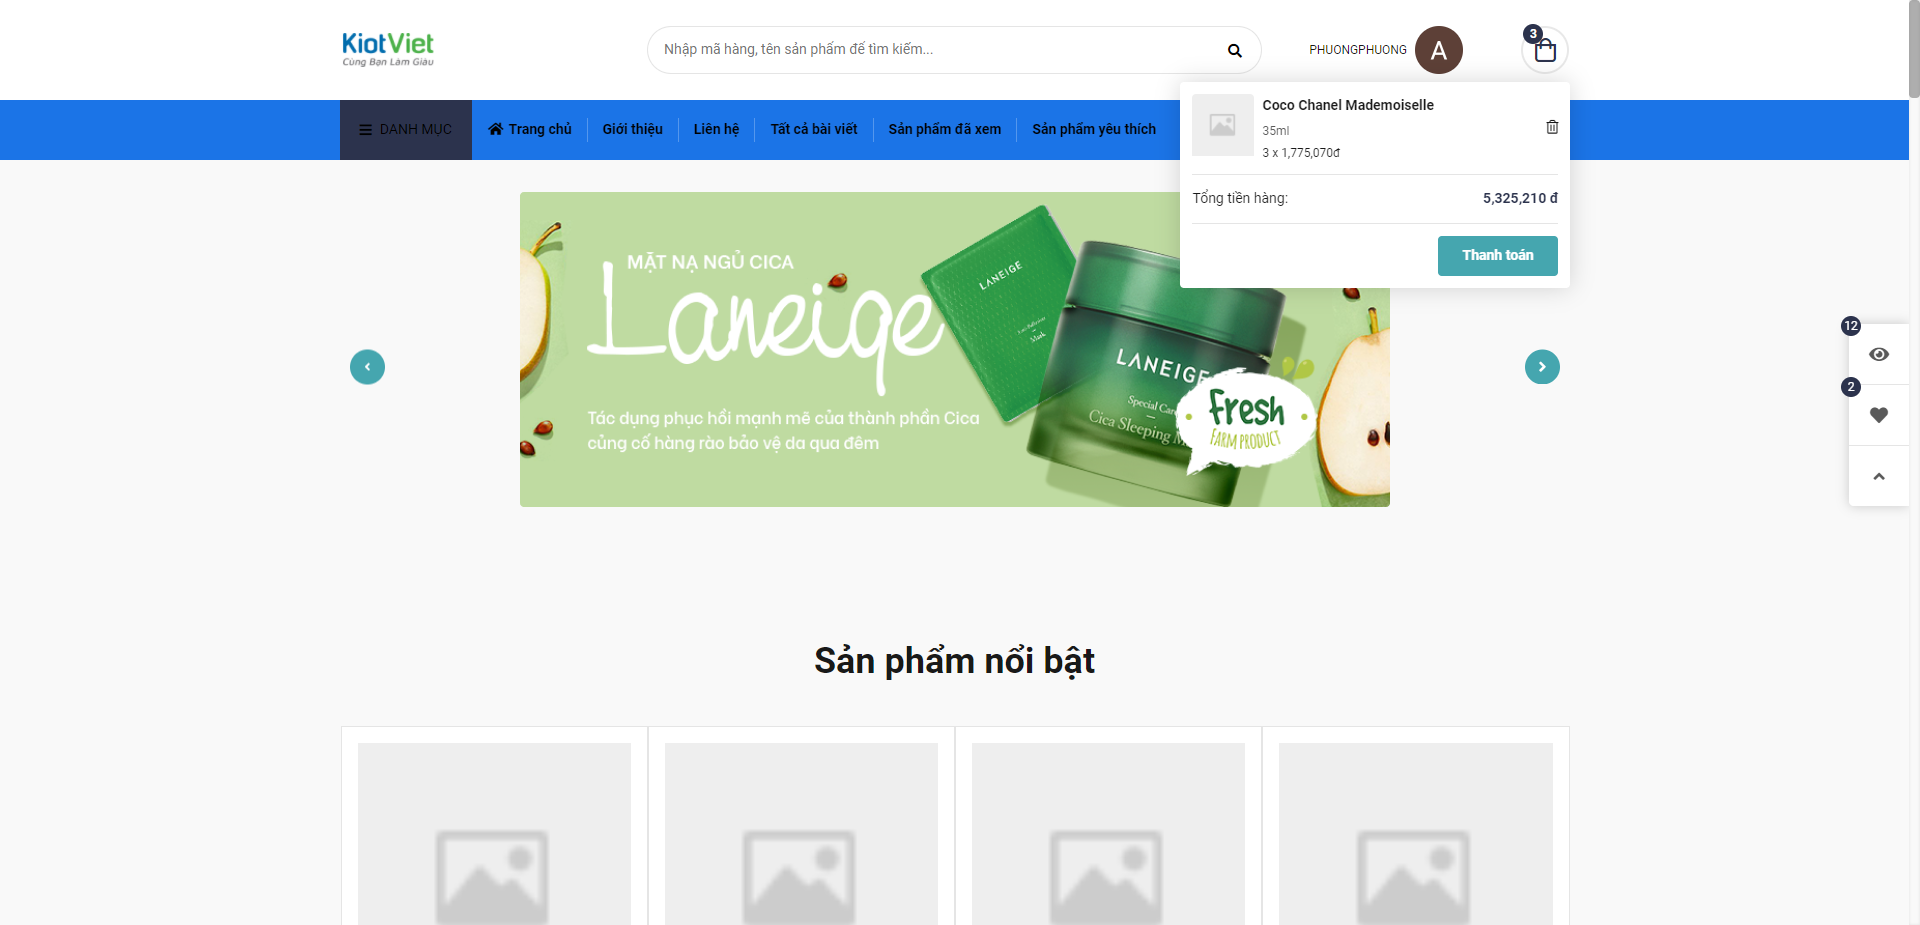 KiotViet
Cùng Bạn Làm Giàu
Nhập mã hàng, tên sản phẩm để tìm kiếm...
PHUONGPHUONG
A
3
DANH MỤC
Trang chủ
Giới thiệu
Liên hệ
Tất cả bài viết
Sản phẩm đã xem
Sản phẩm yêu thích
Coco Chanel Mademoiselle
35ml
3 x 1,775,070đ
Tổng tiền hàng:
5,325,210 đ
Thanh toán
MẶT NẠ NGỦ CICA
Laneige
Tác dụng phục hồi mạnh mẽ của thành phần Cica
củng cố hàng rào bảo vệ da qua đêm
LANEIGE
Mask
LANEIGE
Special Care
Cica Sleeping M
Fresh
FARM PRODUCT
12
2
Sản phẩm nổi bật